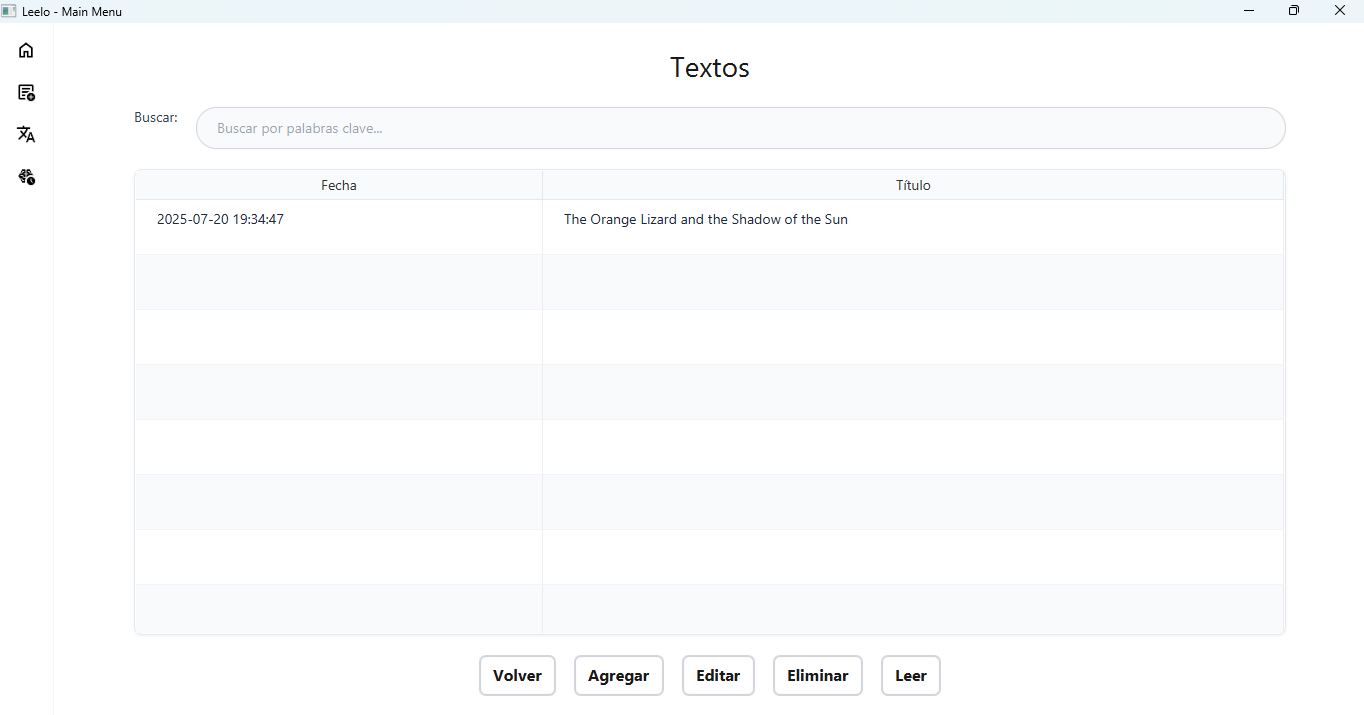 Leelo - Main Menu
Textos
Buscar:
Buscar por palabras clave...
Fecha Título
2025-07-20 19:34:47 The Orange Lizard and the Shadow of the Sun
Volver Agregar Editar Eliminar Leer